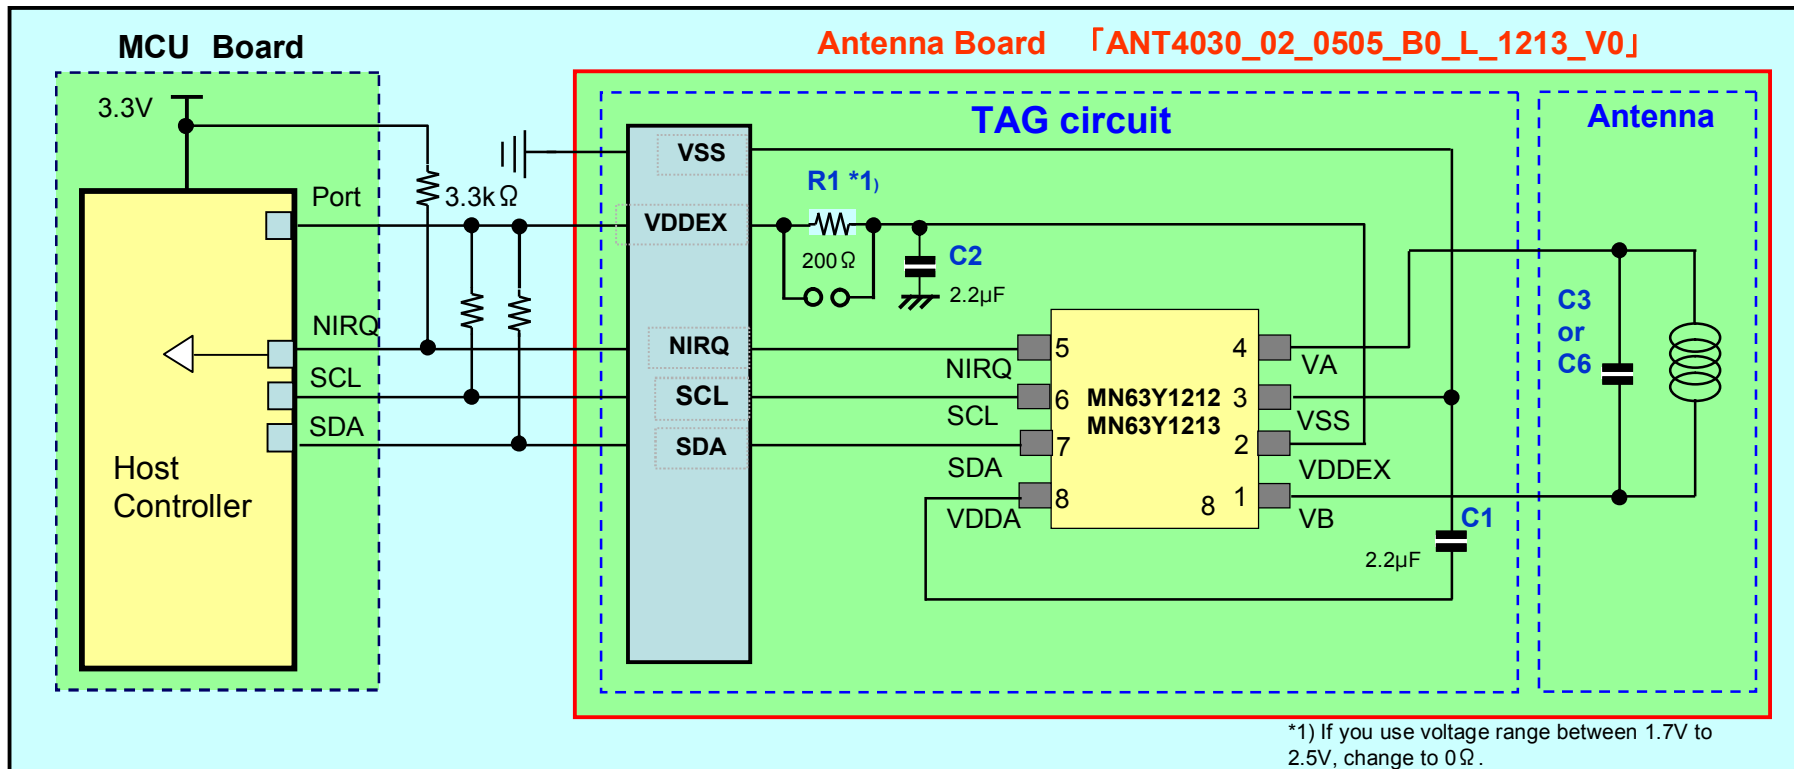 MCU Board
Antenna Board 「ANT4030_02_0505_B0_L_1213_V0」
3.3V
TAG circuit
Antenna
VSS
Port
3.3kΩ
R1 *1)
VDDEX
200Ω
C2
2.2µF
NIRQ
NIRQ
SCL
SCL
SDA
SDA
Host
Controller
NIRQ
SCL
SDA
VDDA
5
6
7
8
MN63Y1212
MN63Y1213
8
4
3
2
1
VA
VSS
VDDEX
VB
C1
2.2µF
C3
or
C6
*1) If you use voltage range between 1.7V to
2.5V, change to 0Ω.